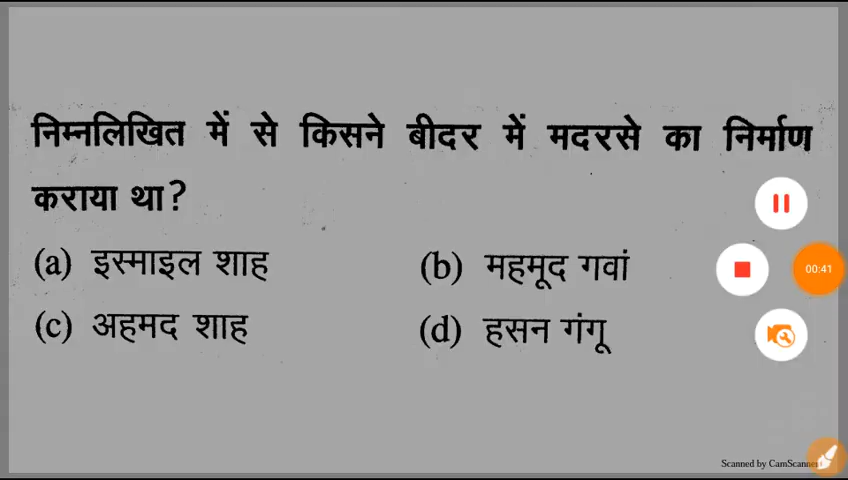 निम्नलिखित में से किसने बीदर में मदरसे का निर्माण
कराया था?
(a) इस्माइल शाह (b) महमूद गवां
(c) अहमद शाह (d) हसन गंगू
00:41
Scanned by CamScanner